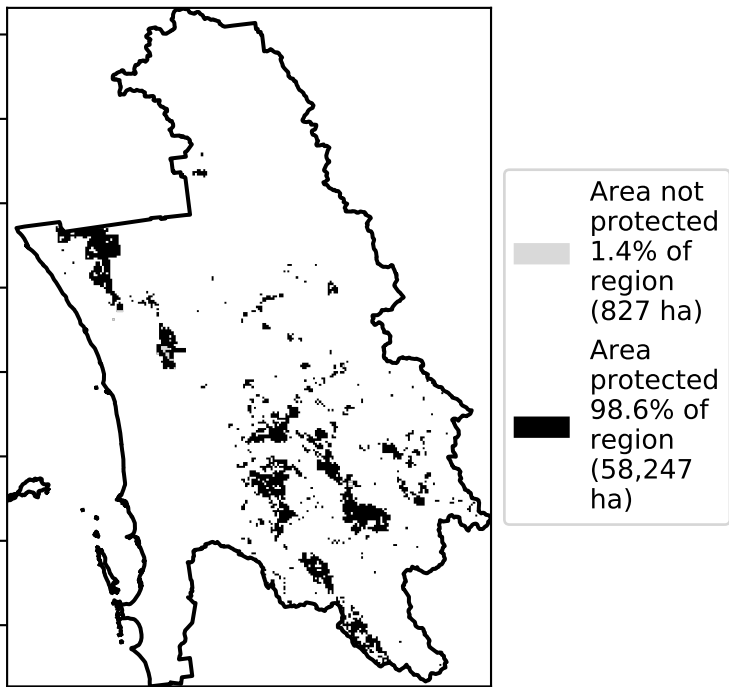 Area not
protected
1.4% of
region
(827 ha)
Area
protected
98.6% of
region
(58,247
ha)